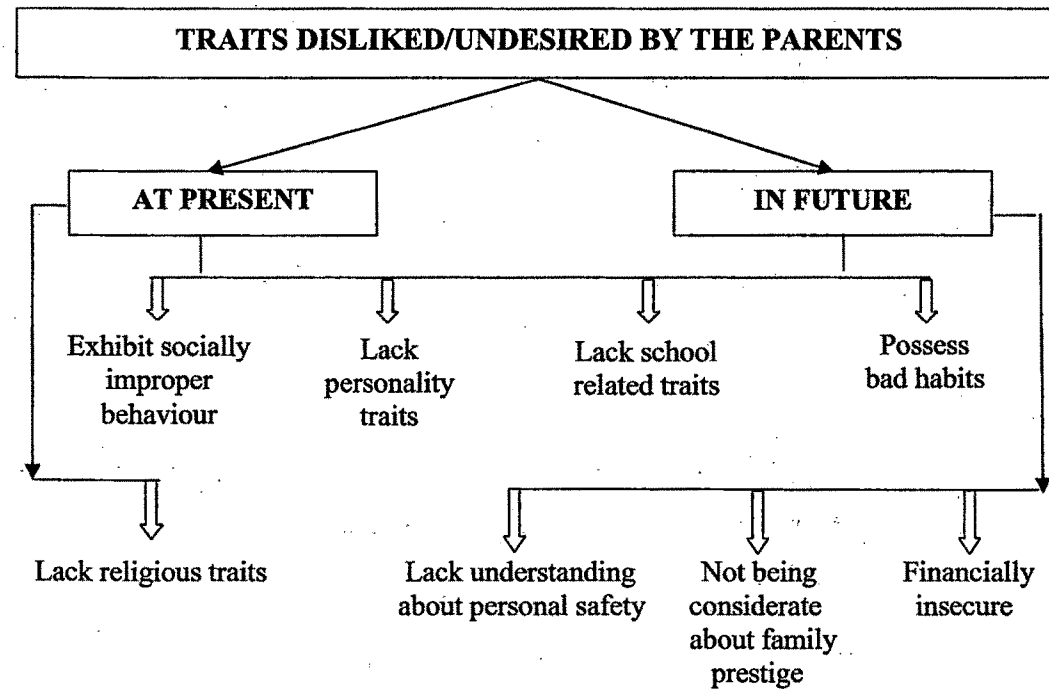 TRAITS DISLIKED/UNDESIRED BY THE PARENTS
AT PRESENT
IN FUTURE
Exhibit socially
improper
behaviour
Lack
personality
traits
Lack school
related traits
Possess
bad habits
Lack religious traits
Lack understanding
about personal safety
Not being
considerate
about family
prestige
Financially
insecure